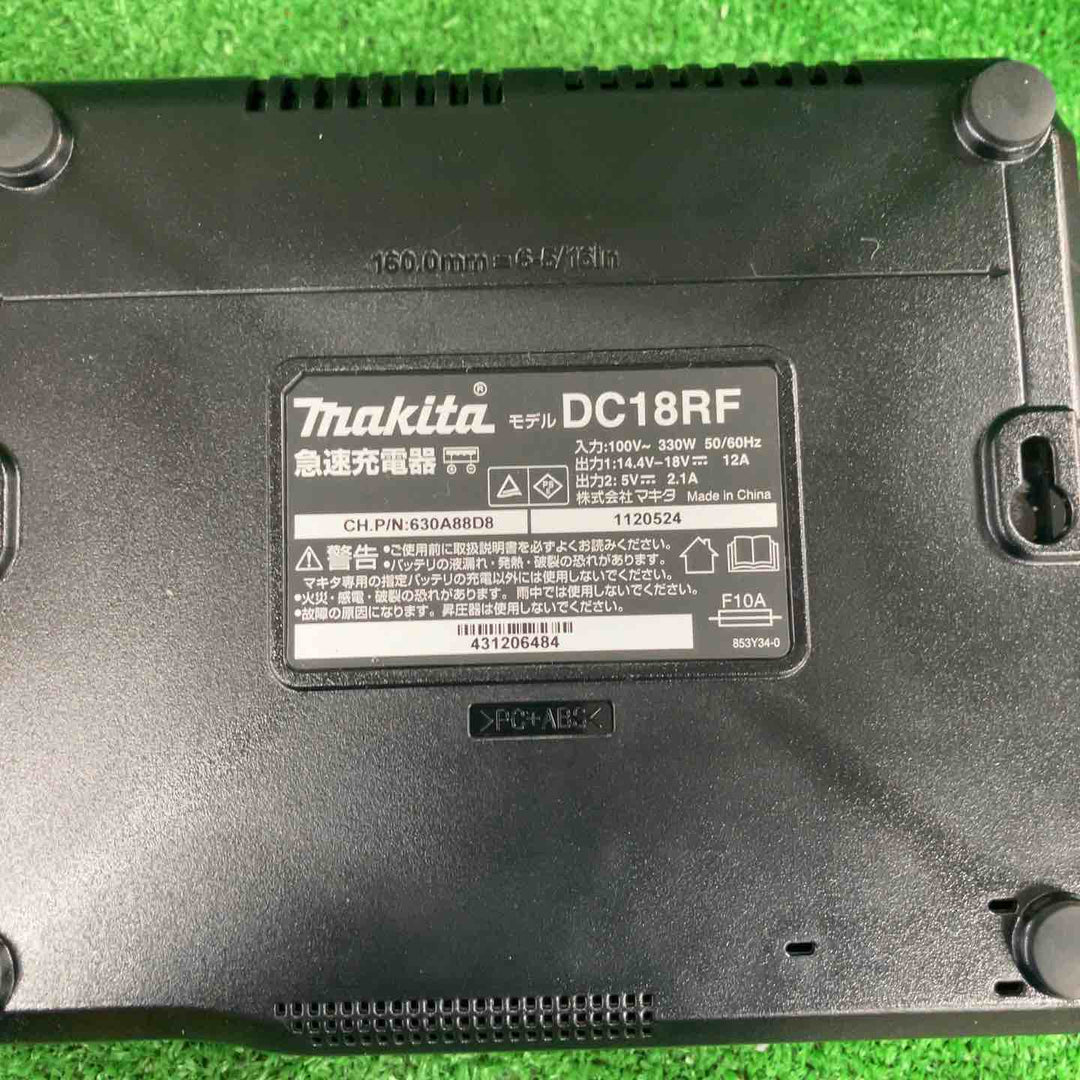 160.0mm = 6-5/16in
makita® モデル DC18RF
急速充電器
入力:100V~ 330W 50/60Hz
出力1:14.4V-18V⎓ 12A
出力2: 5V⎓ 2.1A
株式会社マキタ Made in China
PS
E
CH.P/N:630A88D8
1120524
警告
•ご使用前に取扱説明書を必ずよくお読みください。
•バッテリの液漏れ・発熱・破裂の恐れがあります。
マキタ専用の指定バッテリの充電以外には使用しないでください。
•火災・感電・破裂の恐れがあります。雨中では使用しないでください。
•故障の原因になります。昇圧器は使用しないでください。
F10A
853Y34-0
431206484
>PC+ABS<